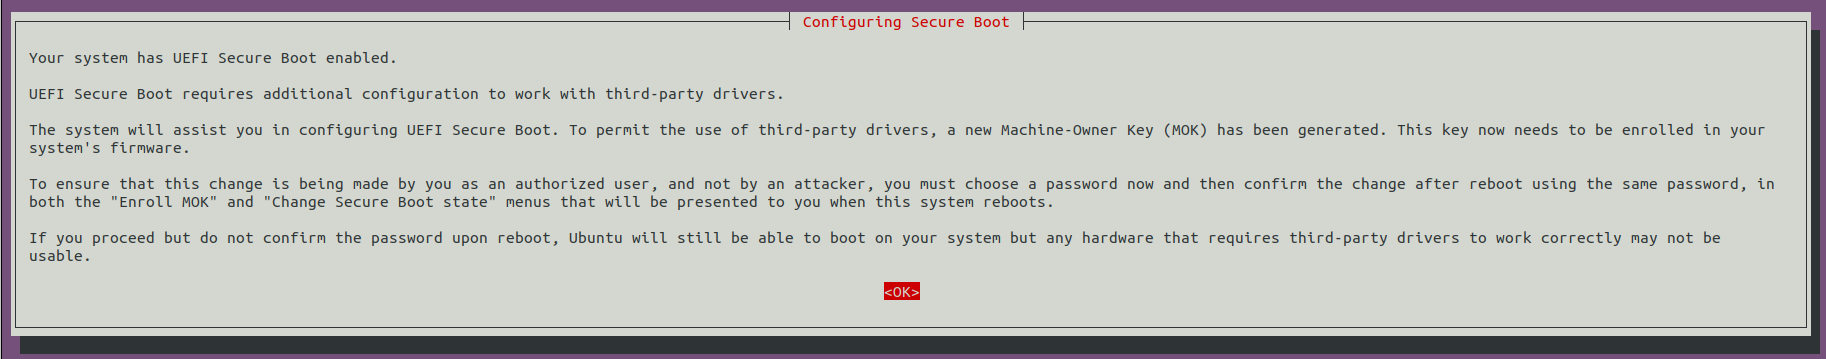 Configuring Secure Boot
Your system has UEFI Secure Boot enabled.
UEFI Secure Boot requires additional configuration to work with third-party drivers.
The system will assist you in configuring UEFI Secure Boot. To permit the use of third-party drivers, a new Machine-Owner Key (MOK) has been generated. This key now needs to be enrolled in your
system's firmware.
To ensure that this change is being made by you as an authorized user, and not by an attacker, you must choose a password now and then confirm the change after reboot using the same password, in
both the "Enroll MOK" and "Change Secure Boot state" menus that will be presented to you when this system reboots.
If you proceed but do not confirm the password upon reboot, Ubuntu will still be able to boot on your system but any hardware that requires third-party drivers to work correctly may not be
usable.
<OK>